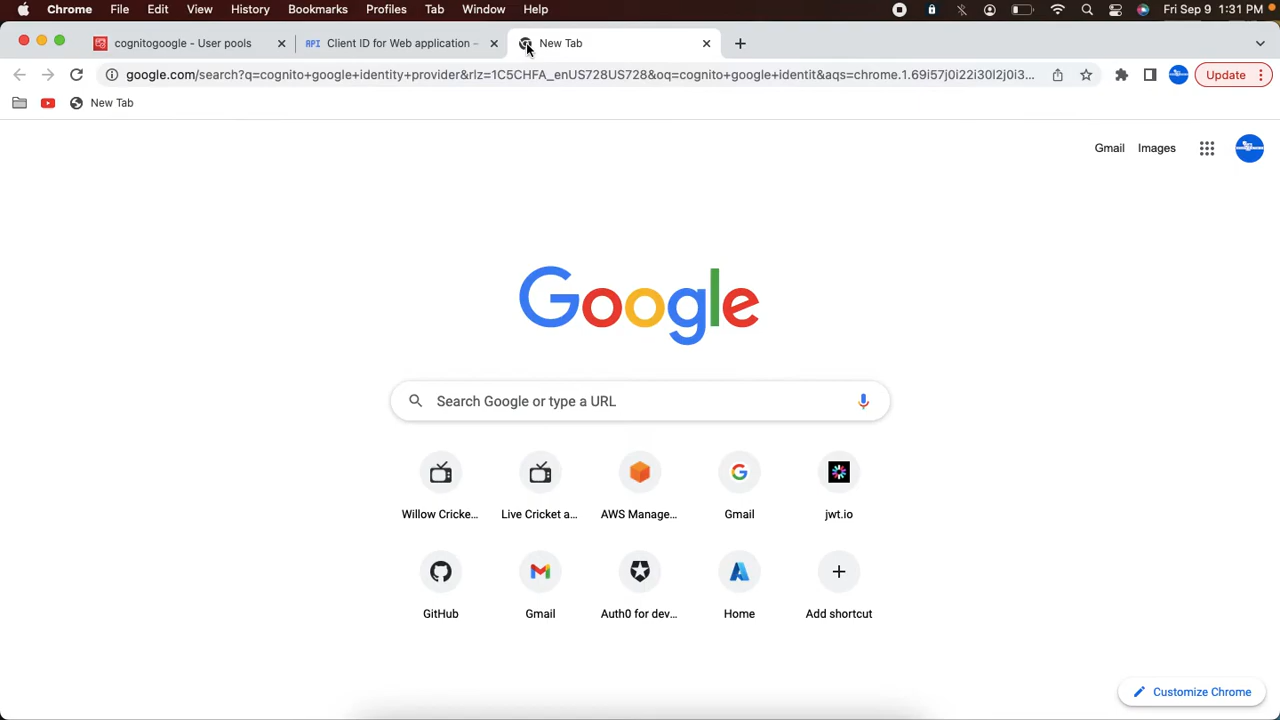 Chrome File Edit View History Bookmarks Profiles Tab Window Help Fri Sep 9 1:31 PM
cognitogoogle - User pools API Client ID for Web application – New Tab
google.com/search?q=cognito+google+identity+provider&rlz=1C5CHFA_enUS728US728&oq=cognito+google+identit&aqs=chrome.1.69i57j0i22i30l2j0i3... Update
New Tab
Gmail Images
Google
Search Google or type a URL
Willow Cricke... Live Cricket a... AWS Manage... Gmail jwt.io
GitHub Gmail Auth0 for dev... Home Add shortcut
Customize Chrome